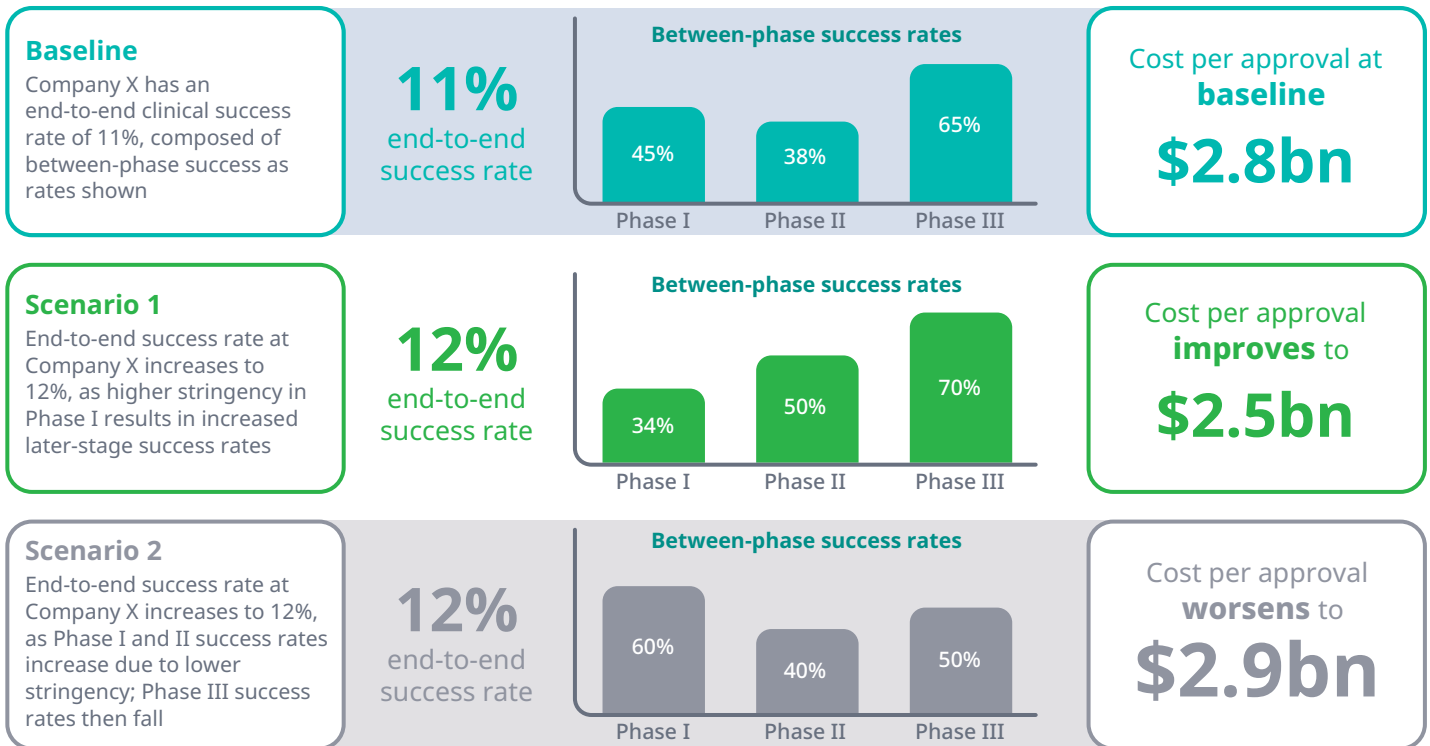 Baseline
Company X has an
end-to-end clinical success
rate of 11%, composed of
between-phase success as
rates shown
11%
end-to-end
success rate
Between-phase success rates
45%
38%
65%
Phase I
Phase II
Phase III
Cost per approval at
baseline
$2.8bn
Scenario 1
End-to-end success rate at
Company X increases to
12%, as higher stringency in
Phase I results in increased
later-stage success rates
12%
end-to-end
success rate
Between-phase success rates
34%
50%
70%
Phase I
Phase II
Phase III
Cost per approval
improves to
$2.5bn
Scenario 2
End-to-end success rate at
Company X increases to 12%,
as Phase I and II success rates
increase due to lower
stringency; Phase III success
rates then fall
12%
end-to-end
success rate
Between-phase success rates
60%
40%
50%
Phase I
Phase II
Phase III
Cost per approval
worsens to
$2.9bn